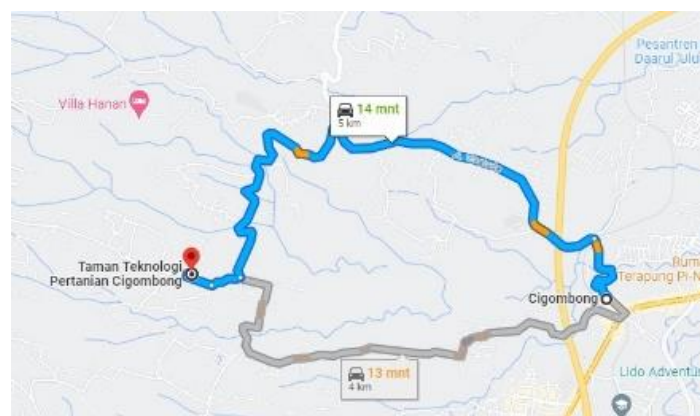 Pesantren
Daarul Ulu
Villa Hanan
14 mnt
5 km
Taman Teknologi
Pertanian Cigombong
Cigombong
Rum
Terapung Pi-N
13 mnt
4 km
Lido Adventu